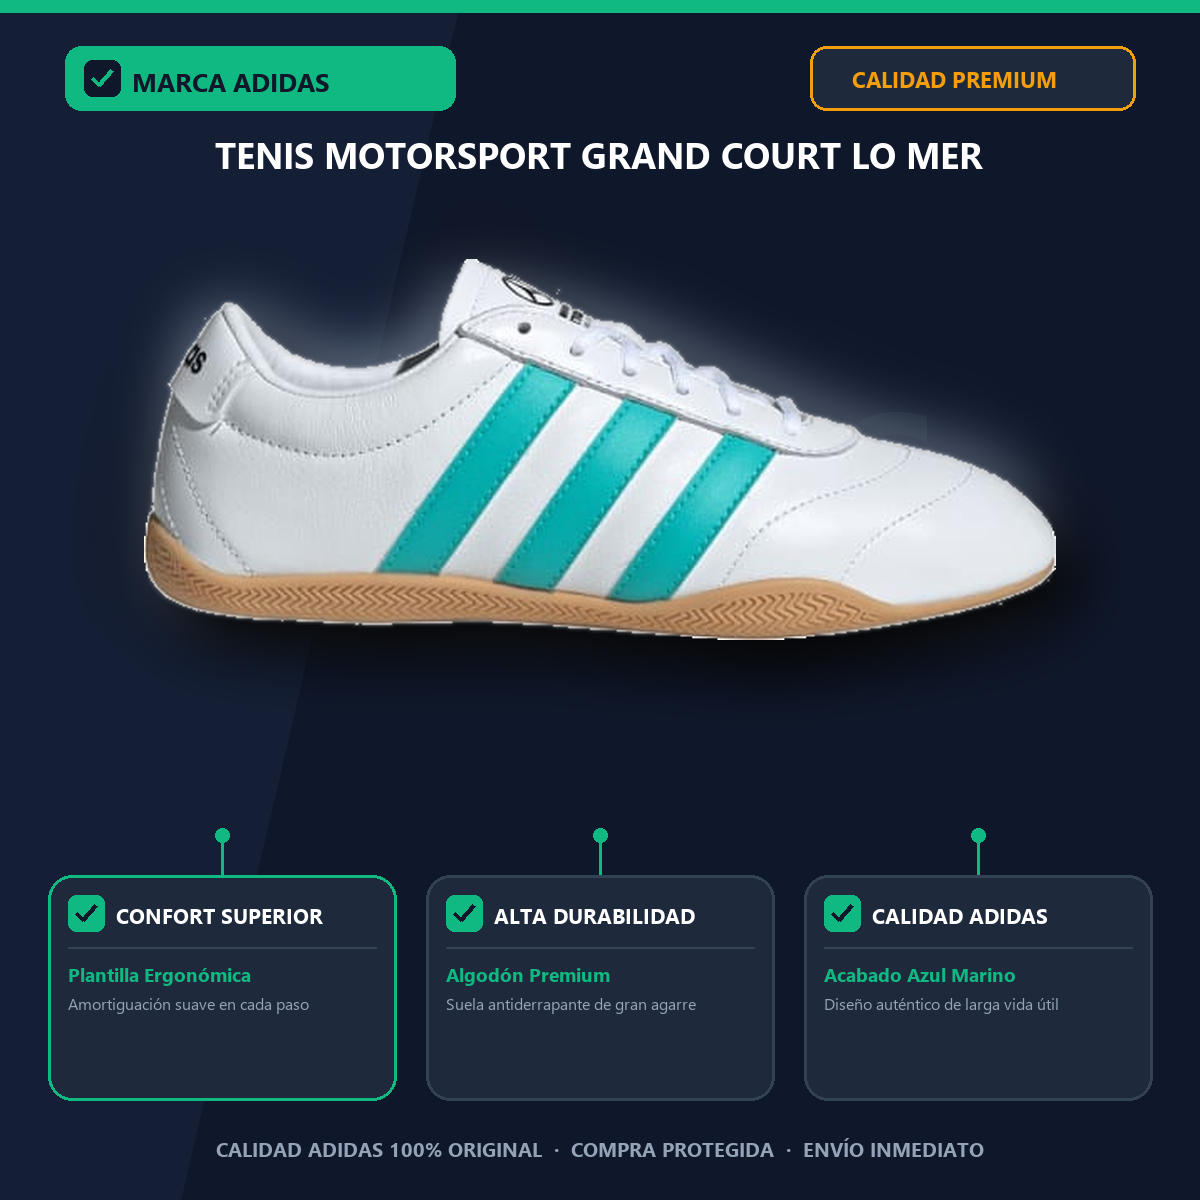 MARCA ADIDAS
CALIDAD PREMIUM
TENIS MOTORSPORT GRAND COURT LO MER
CONFORT SUPERIOR
Plantilla Ergonómica
Amortiguación suave en cada paso
ALTA DURABILIDAD
Algodón Premium
Suela antiderrapante de gran agarre
CALIDAD ADIDAS
Acabado Azul Marino
Diseño auténtico de larga vida útil
CALIDAD ADIDAS 100% ORIGINAL · COMPRA PROTEGIDA · ENVÍO INMEDIATO